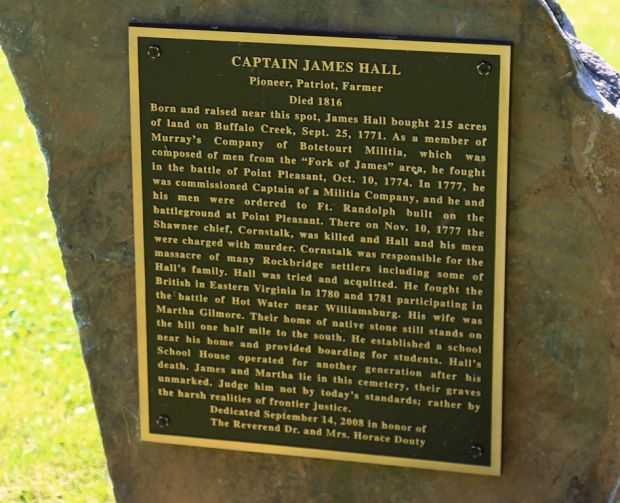 CAPTAIN JAMES HALL
Pioneer, Patriot, Farmer
Died 1816
Born and raised near this spot, James Hall bought 215 acres
of land on Buffalo Creek, Sept. 25, 1771. As a member of
Murray's Company of Botetourt Militia, which was
composed of men from the "Fork of James" area, he fought
in the battle of Point Pleasant, Oct. 10, 1774. In 1777, he
was commissioned Captain of a Militia Company, and he and
his men were ordered to Ft. Randolph built on the
battleground at Point Pleasant. There on Nov. 10, 1777 the
Shawnee chief, Cornstalk, was killed and Hall and his men
were charged with murder. Cornstalk was responsible for the
massacre of many Rockbridge settlers including some of
Hall's family. Hall was tried and acquitted. He fought the
British in Eastern Virginia in 1780 and 1781 participating in
the battle of Hot Water near Williamsburg. His wife was
Martha Gilmore. Their home of native stone still stands on
the hill one half mile to the south. He established a school
near his home and provided boarding for students. Hall's
School House operated for another generation after his
death. James and Martha lie in this cemetery, their graves
unmarked. Judge him not by today's standards; rather by
the harsh realities of frontier justice.
Dedicated September 14, 2008 in honor of
The Reverend Dr. and Mrs. Horace Douty